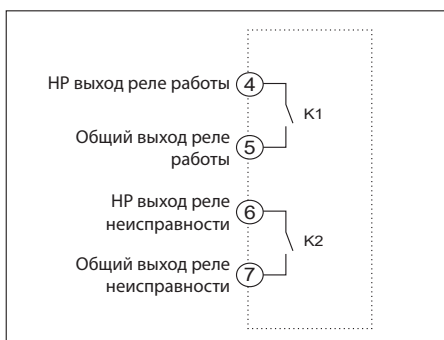 НР выход реле работы 4
K1
Общий выход реле
работы 5
НР выход реле
неисправности 6
K2
Общий выход реле
неисправности 7